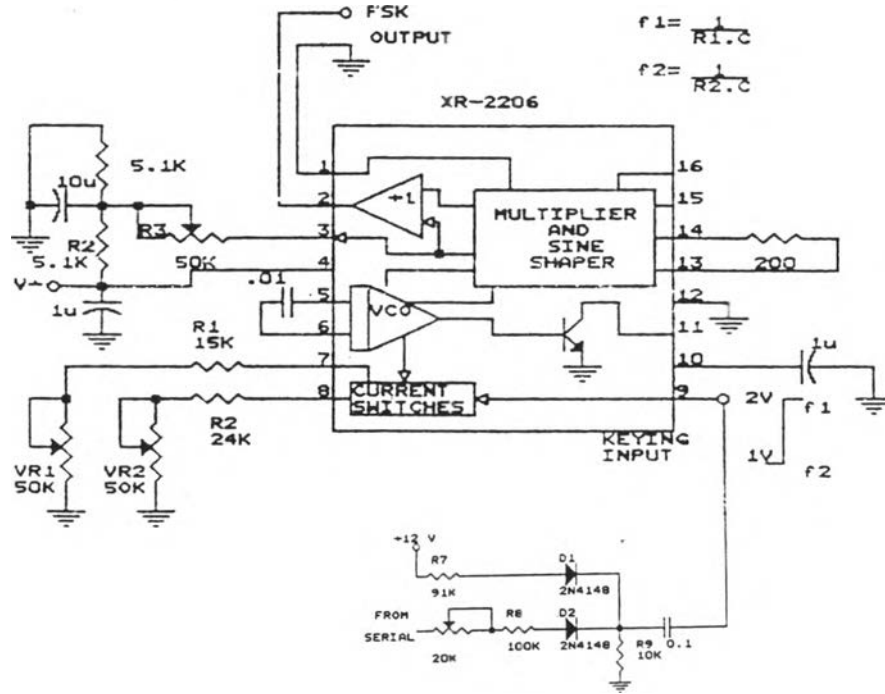 FSK
OUTPUT
f1= 1
R1.C
f2= 1
R2.C
XR-2206
5.1K
10u
R2
5.1K
R3
50K
V+
1u
.01
R1
15K
R2
24K
VR1
50K
VR2
50K
1
2
3
4
5
6
7
8
+1
VCO
CURRENT
SWITCHES
MULTIPLIER
AND
SINE
SHAPER
16
15
14
13
12
11
10
9
200
1u
KEYING
INPUT
2V
f1
1V
f2
+12 V
R7
91K
D1
2N4148
FROM
SERIAL
20K
R8
100K
D2
2N4148
R9
10K
0.1